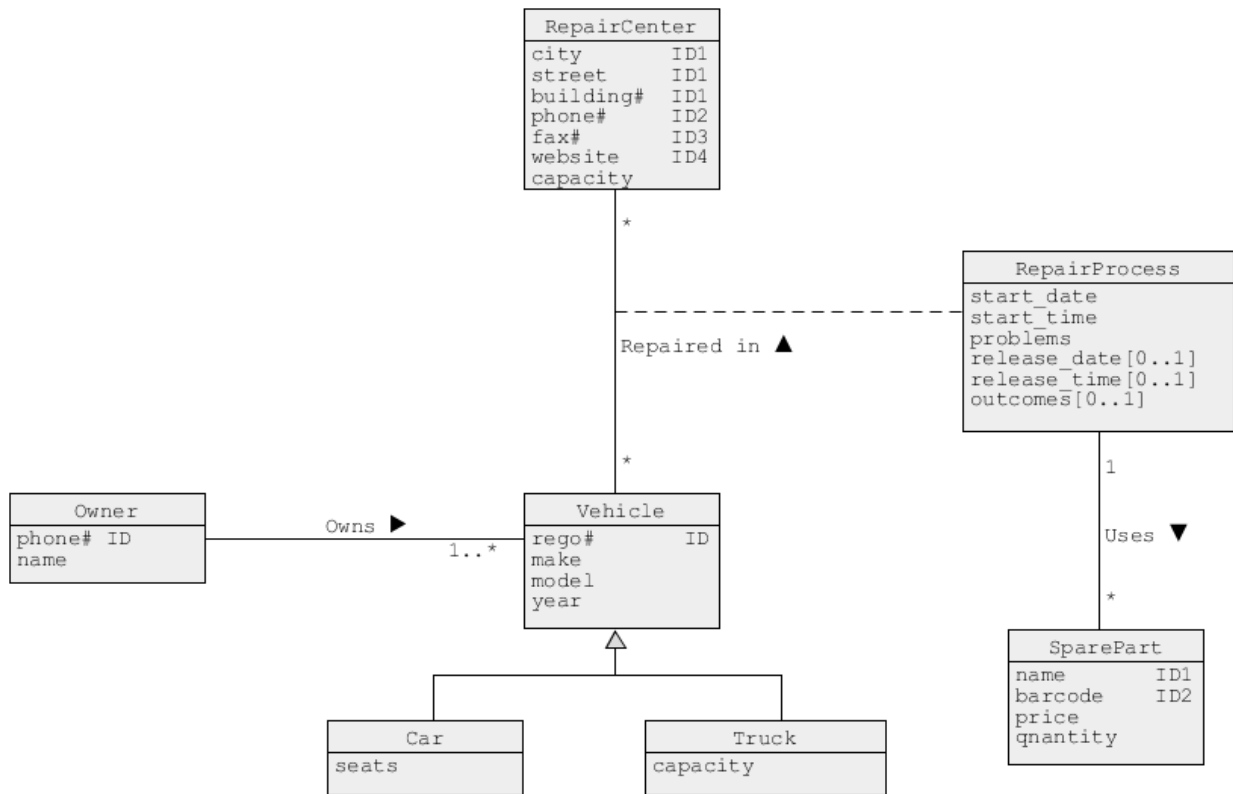 RepairCenter
city ID1
street ID1
building# ID1
phone# ID2
fax# ID3
website ID4
capacity
*
RepairProcess
start_date
start_time
problems
release_date[0..1]
release_time[0..1]
outcomes[0..1]
Repaired in ▲
*
1
Owner
phone# ID
name
Owns ▶
1..*
Vehicle
rego# ID
make
model
year
Uses ▼
*
SparePart
name ID1
barcode ID2
price
qnantity
Car
seats
Truck
capacity